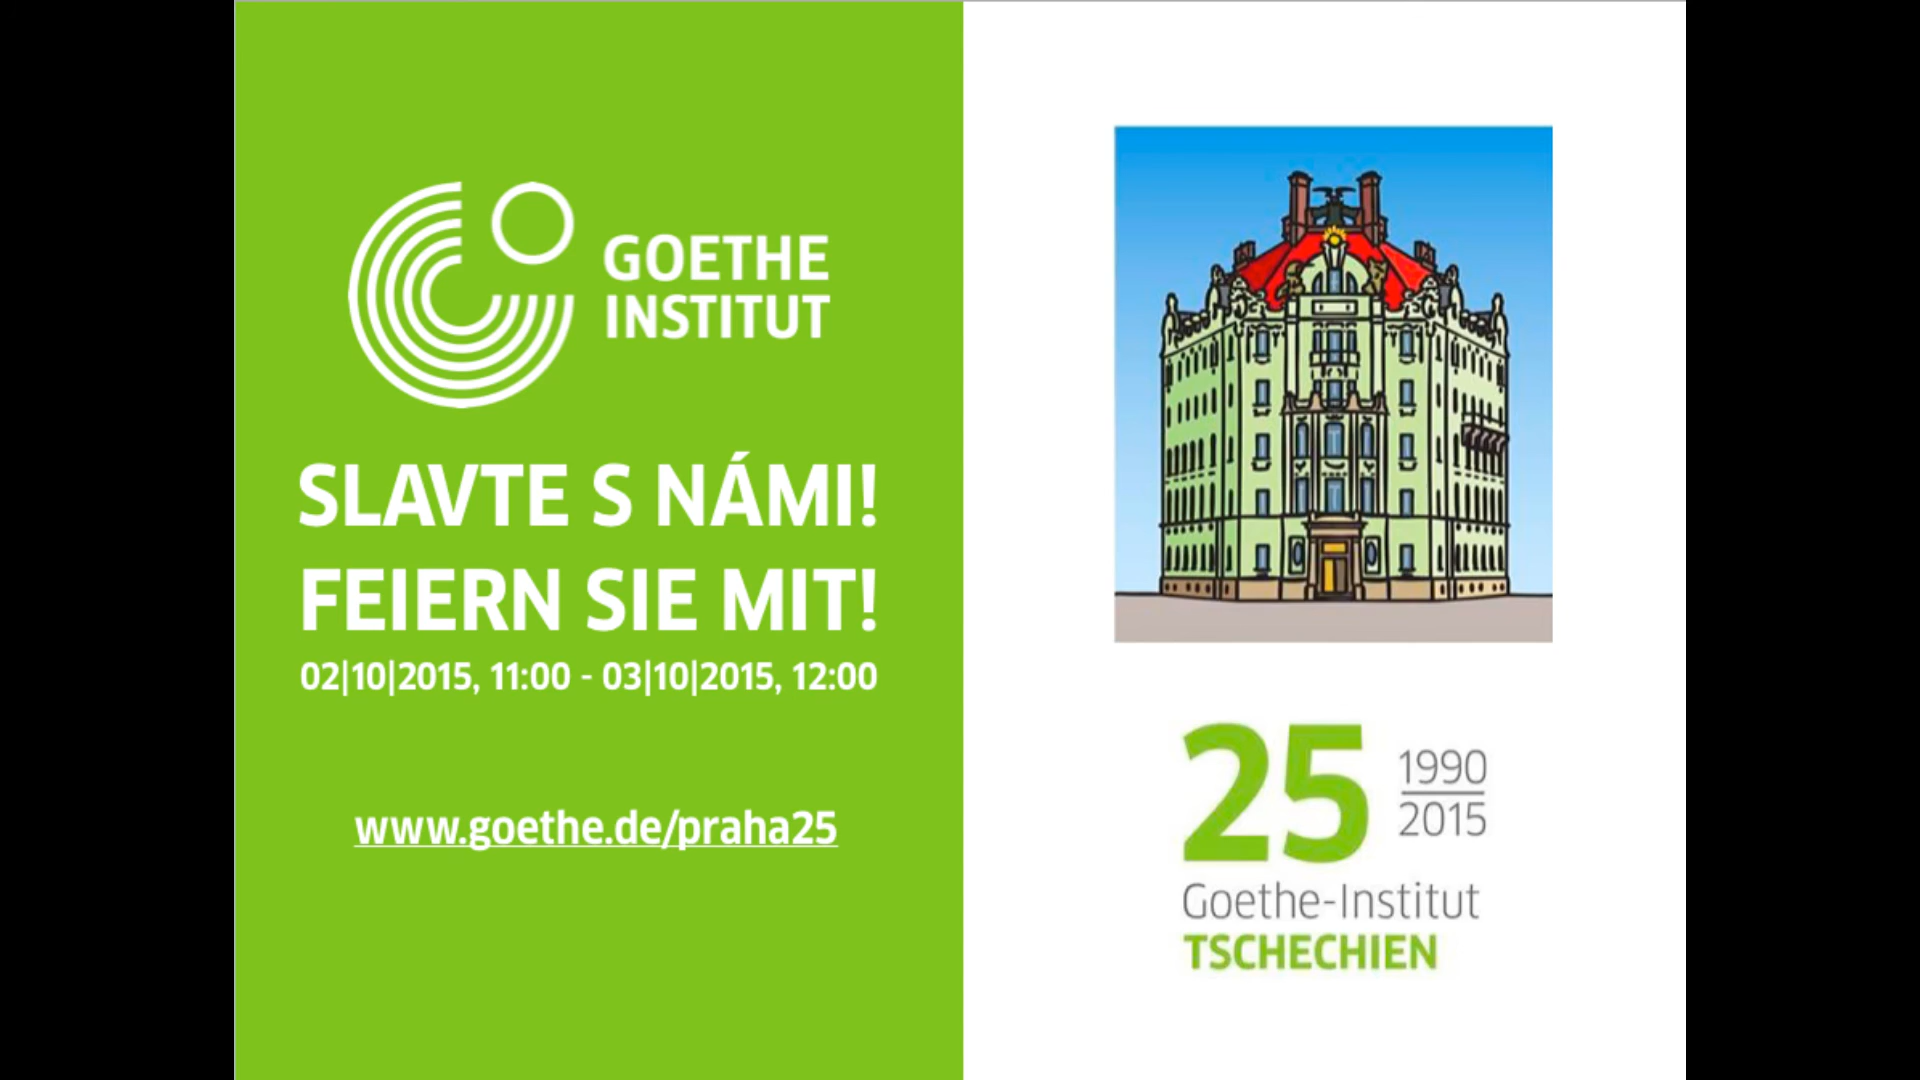 GOETHE
INSTITUT
SLAVTE S NÁMI!
FEIERN SIE MIT!
02|10|2015, 11:00 - 03|10|2015, 12:00
www.goethe.de/praha25
25
1990
2015
Goethe-Institut
TSCHECHIEN